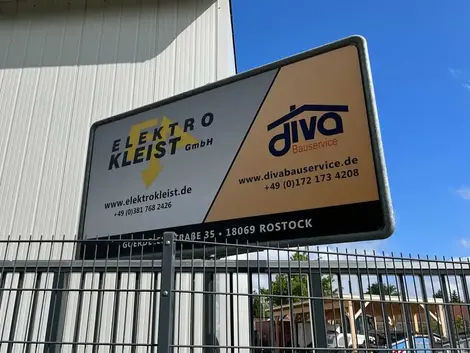 ELEKTRO
KLEIST GmbH
www.elektrokleist.de
+49 (0)381 768 2426
diva
Bauservice
www.divabauservice.de
+49 (0)172 173 4208
35 • 18069 ROSTOCK